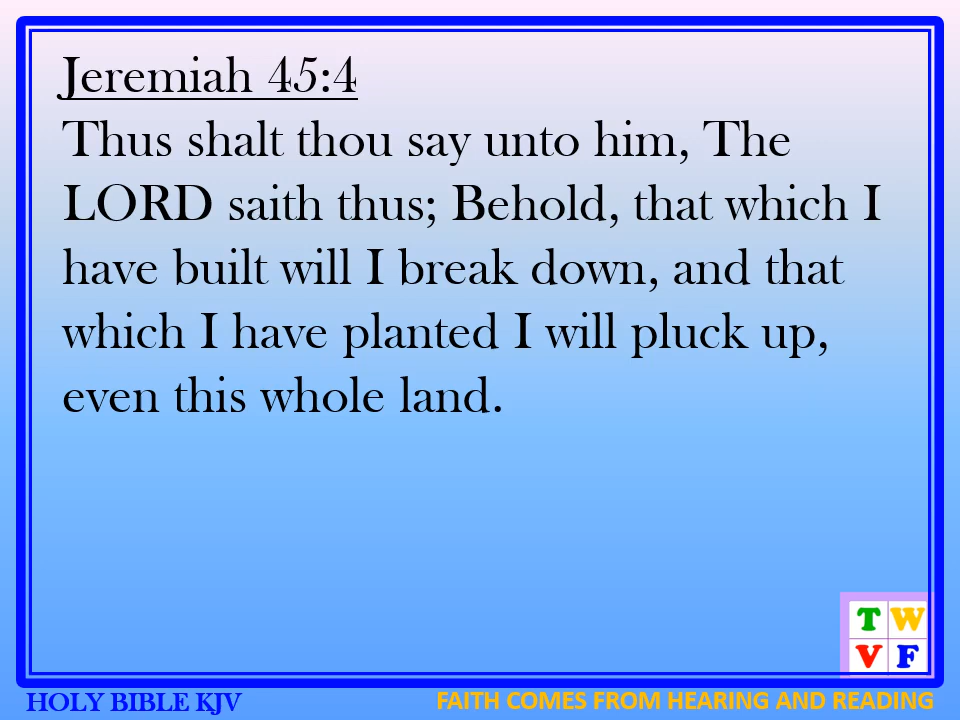 Jeremiah 45:4
Thus shalt thou say unto him, The
LORD saith thus; Behold, that which I
have built will I break down, and that
which I have planted I will pluck up,
even this whole land.
T W
V F
HOLY BIBLE KJV
FAITH COMES FROM HEARING AND READING